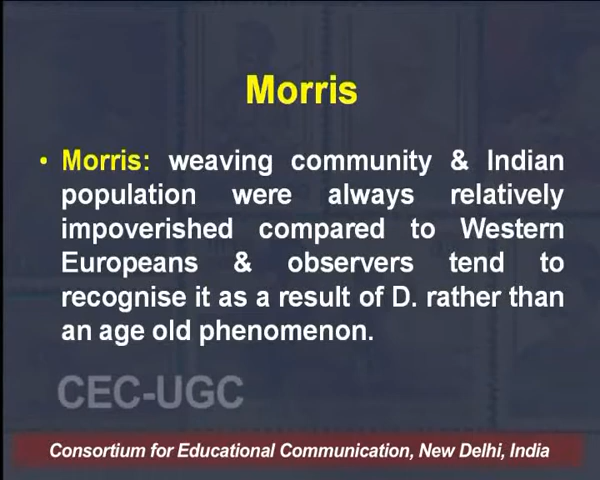 Morris
• Morris: weaving community & Indian
population were always relatively
impoverished compared to Western
Europeans & observers tend to
recognise it as a result of D. rather than
an age old phenomenon.
CEC-UGC
Consortium for Educational Communication, New Delhi, India